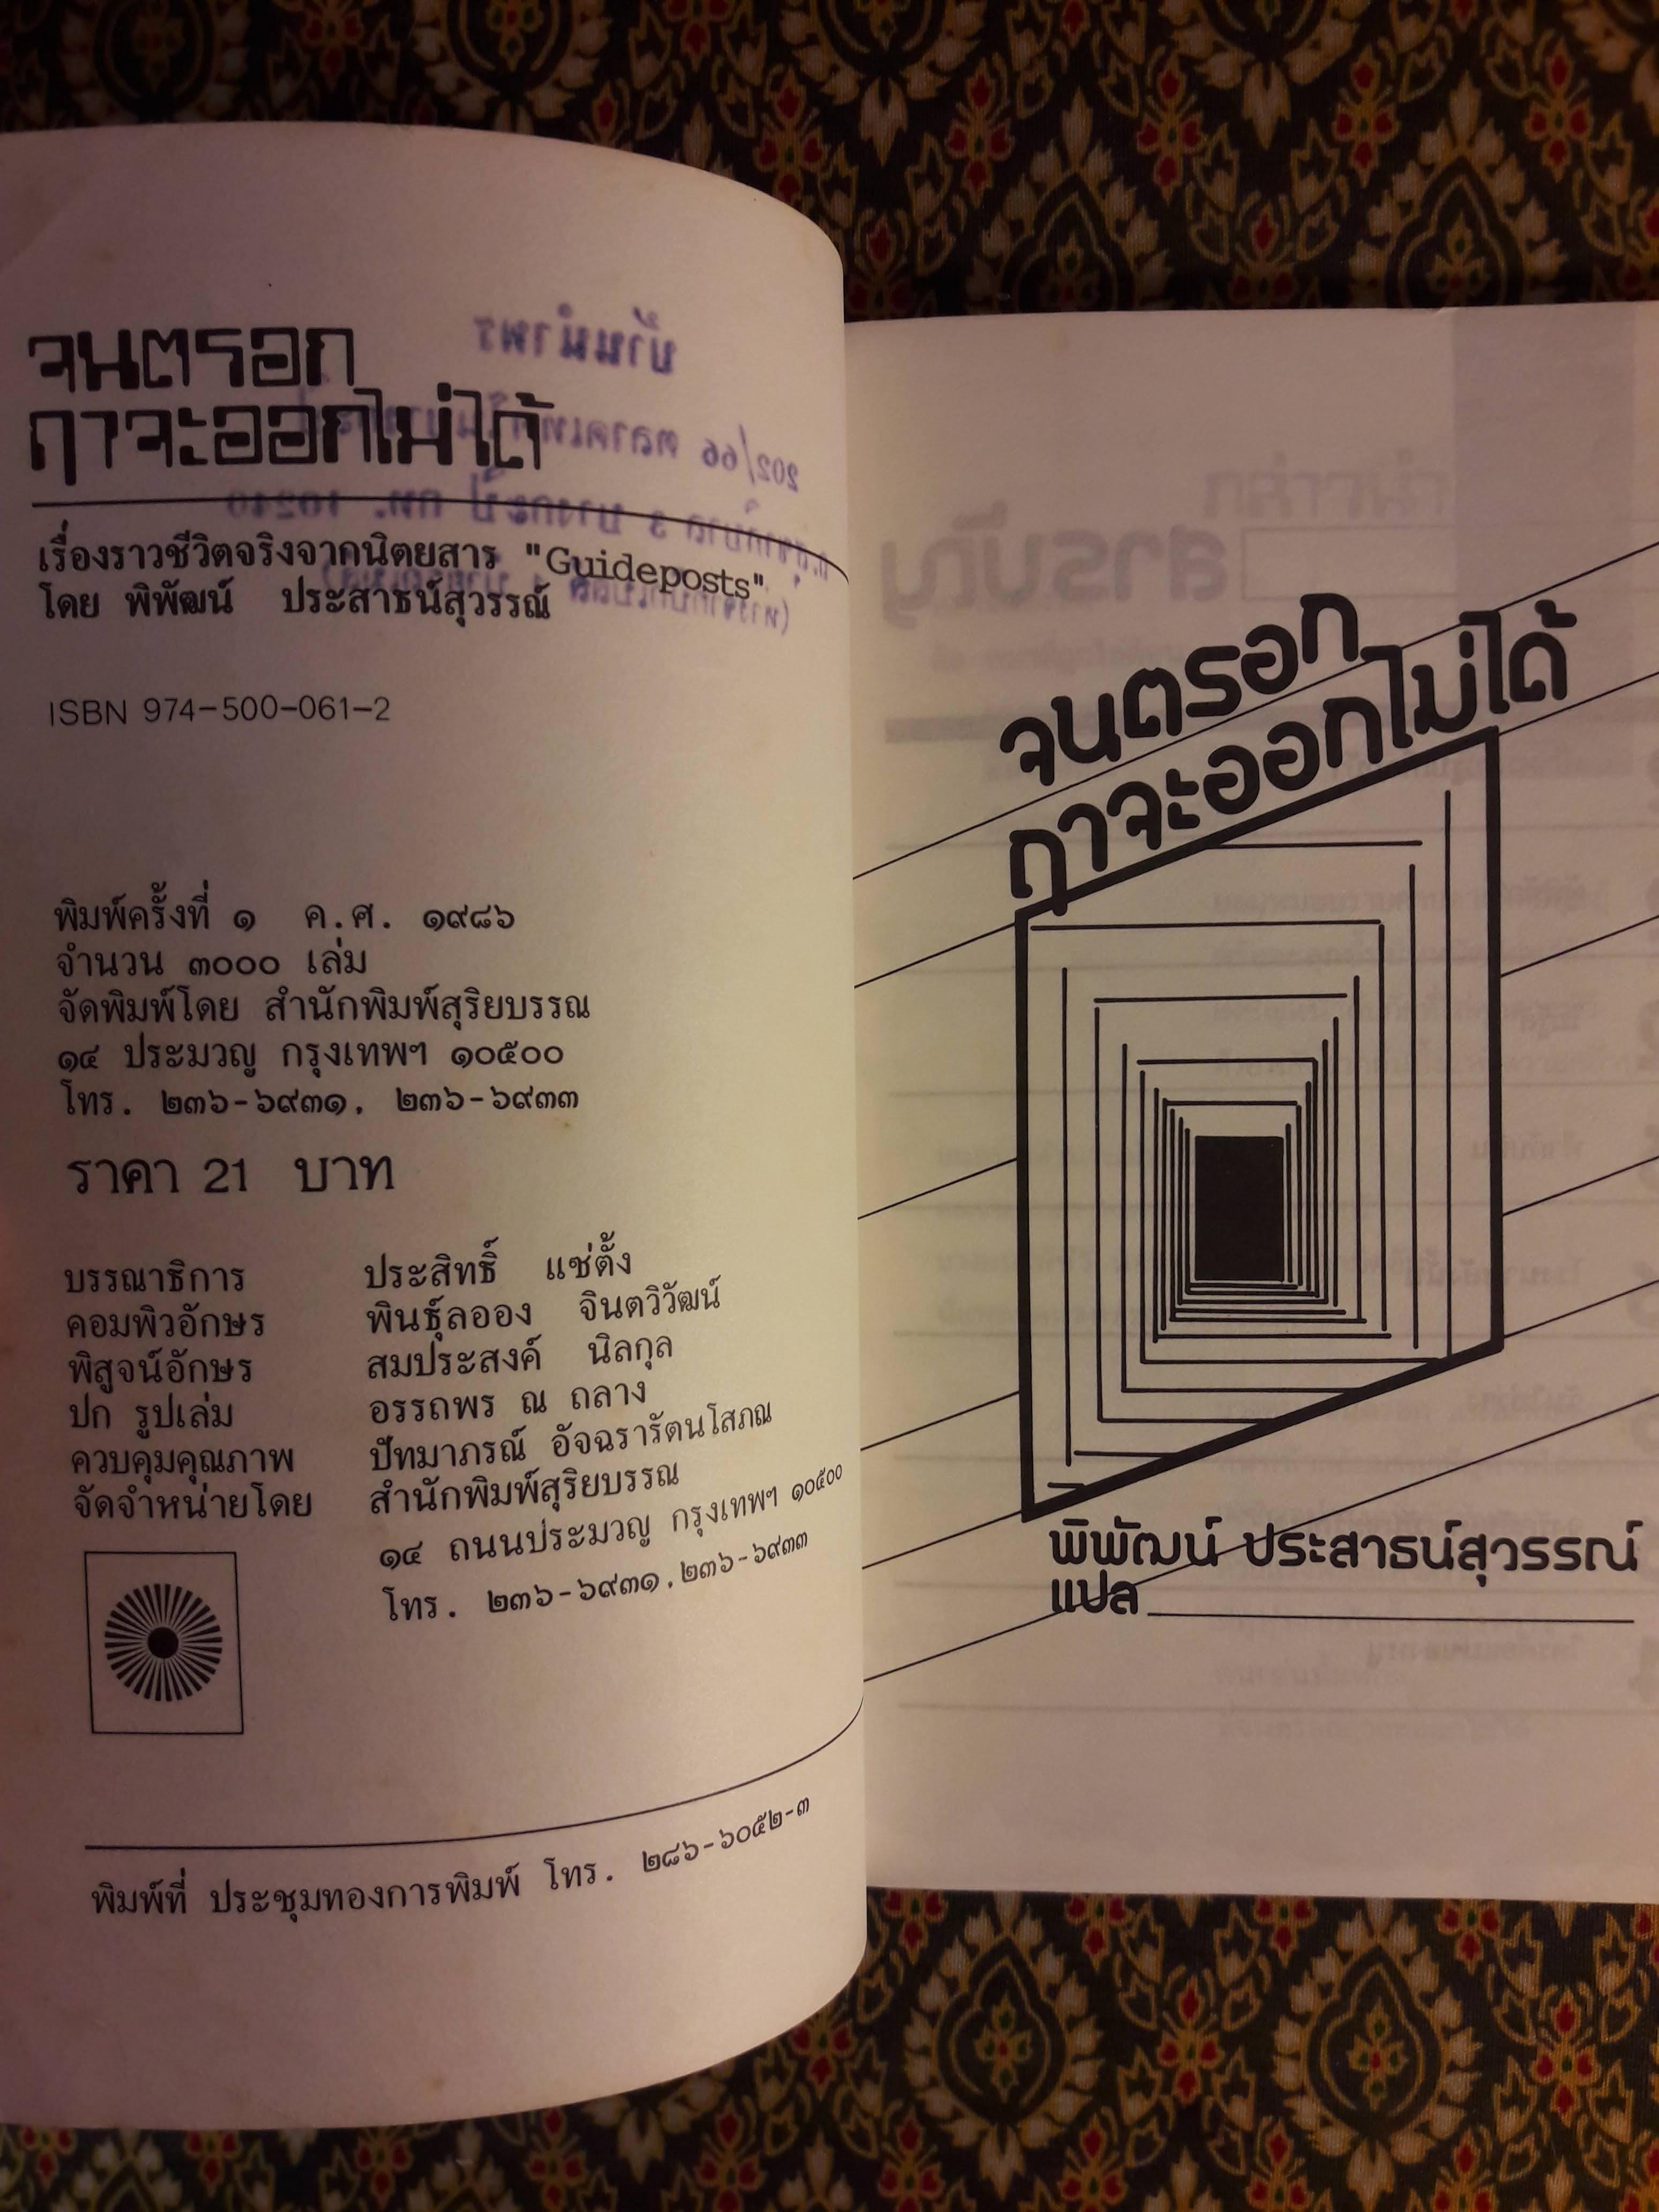 จนตรอก
ฤาจะออกไม่ได้
เรื่องราวชีวิตจริงจากนิตยสาร "Guideposts"
โดย พิพัฒน์ ประสาธน์สุวรรณ์
ISBN 974-500-061-2
พิมพ์ครั้งที่ ๑ ค.ศ. ๑๙๘๖
จำนวน ๓๐๐๐ เล่ม
จัดพิมพ์โดย สำนักพิมพ์สุริยบรรณ
๑๔ ประมวญ กรุงเทพฯ ๑๐๕๐๐
โทร. ๒๓๖-๖๙๓๑, ๒๓๖-๖๙๓๓
ราคา 21 บาท
บรรณาธิการ ประสิทธิ์ แซ่ตั้ง
คอมพิวอักษร พินธุ์ลออง จินตวิวัฒน์
พิสูจน์อักษร สมประสงค์ นิลกุล
ปก รูปเล่ม อรรถพร ณ ถลาง
ควบคุมคุณภาพ ปัทมาภรณ์ อัจฉรารัตนโสภณ
จัดจำหน่ายโดย สำนักพิมพ์สุริยบรรณ
๑๔ ถนนประมวญ กรุงเทพฯ ๑๐๕๐๐
โทร. ๒๓๖-๖๙๓๑,๒๓๖-๖๙๓๓
พิมพ์ที่ ประชุมทองการพิมพ์ โทร. ๒๘๖-๖๐๕๒-๓
จนตรอก
ฤาจะออกไม่ได้
พิพัฒน์ ประสาธน์สุวรรณ์
แปล